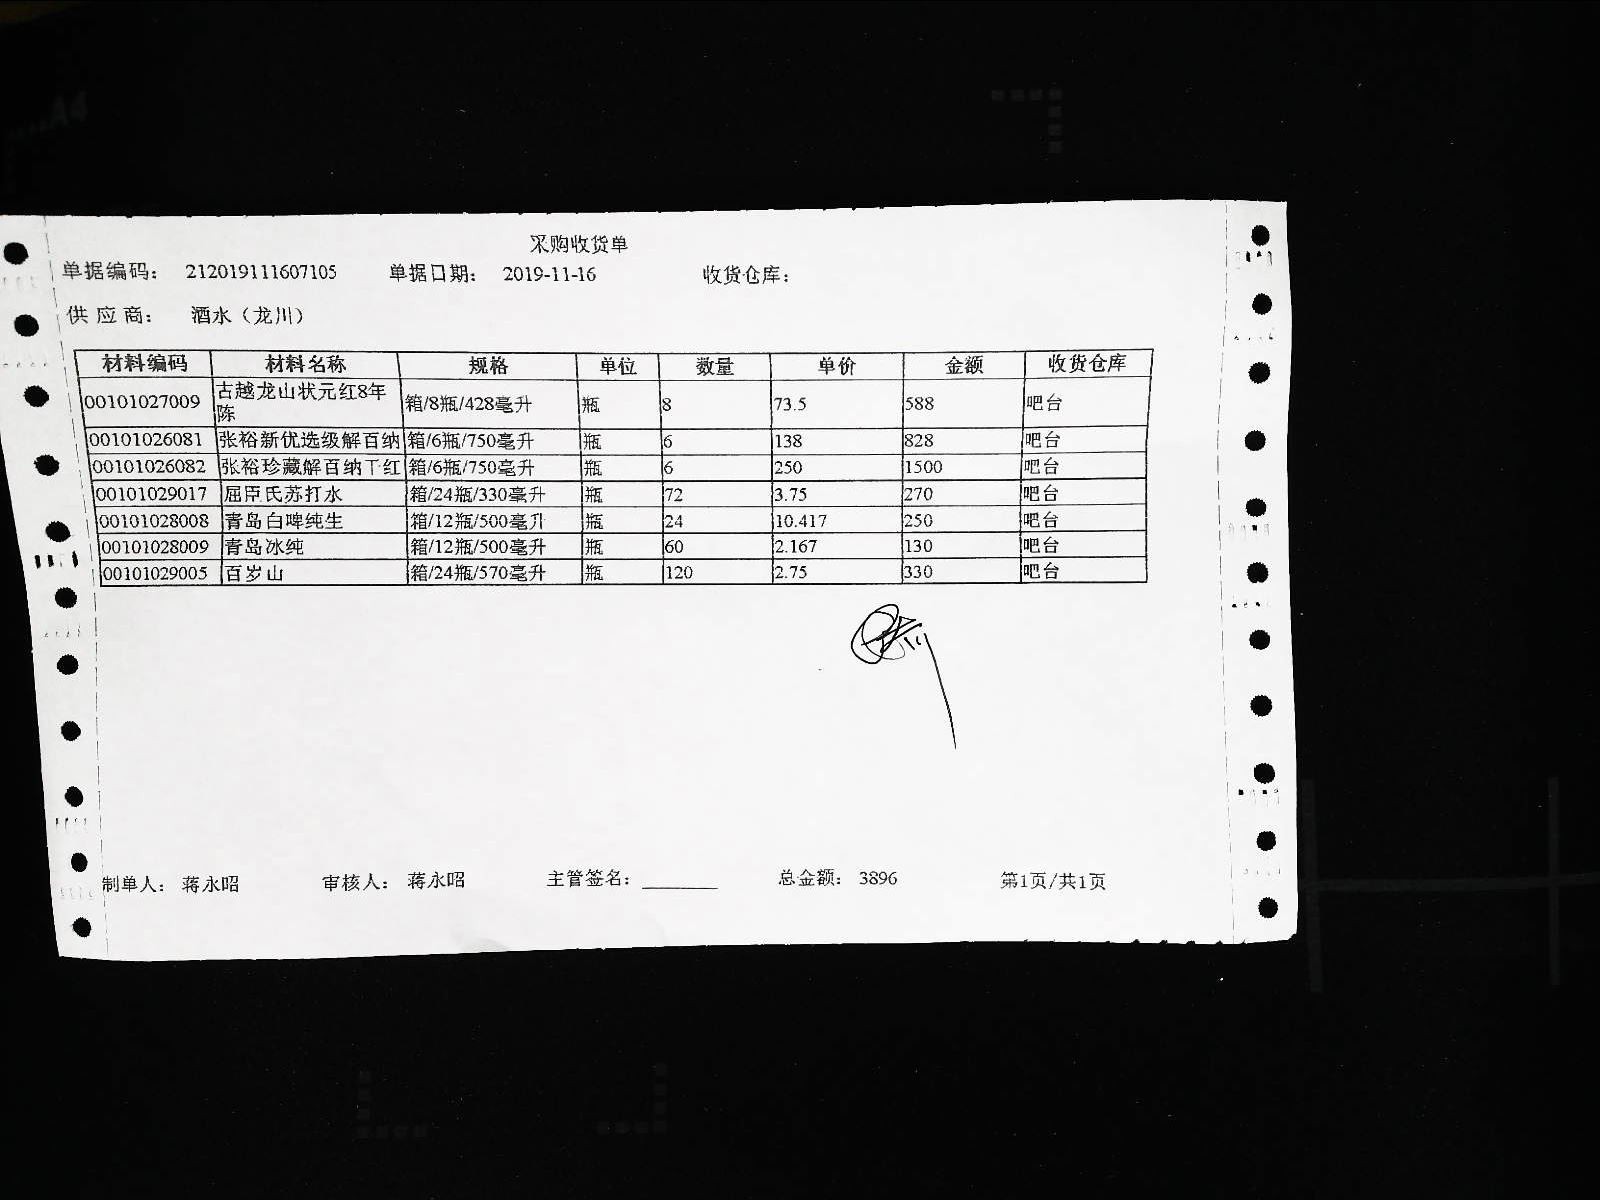 采购收货单
单据编码： 212019111607105 单据日期： 2019-11-16 收货仓库：
供应商： 酒水（龙川）
材料编码 材料名称 规格 单位 数量 单价 金额 收货仓库
00101027009 古越龙山状元红8年陈 箱/8瓶/428毫升 瓶 8 73.5 588 吧台
00101026081 张裕新优选级解百纳 箱/6瓶/750毫升 瓶 6 138 828 吧台
00101026082 张裕珍藏解百纳干红 箱/6瓶/750毫升 瓶 6 250 1500 吧台
00101029017 屈臣氏苏打水 箱/24瓶/330毫升 瓶 72 3.75 270 吧台
00101028008 青岛白啤纯生 箱/12瓶/500毫升 瓶 24 10.417 250 吧台
00101028009 青岛冰纯 箱/12瓶/500毫升 瓶 60 2.167 130 吧台
00101029005 百岁山 箱/24瓶/570毫升 瓶 120 2.75 330 吧台
制单人： 蒋永昭 审核人： 蒋永昭 主管签名：______ 总金额： 3896 第1页/共1页